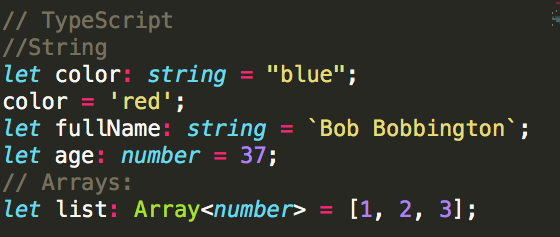 // TypeScript
//String
let color: string = "blue";
color = 'red';
let fullName: string = `Bob Bobbington`;
let age: number = 37;
// Arrays:
let list: Array<number> = [1, 2, 3];